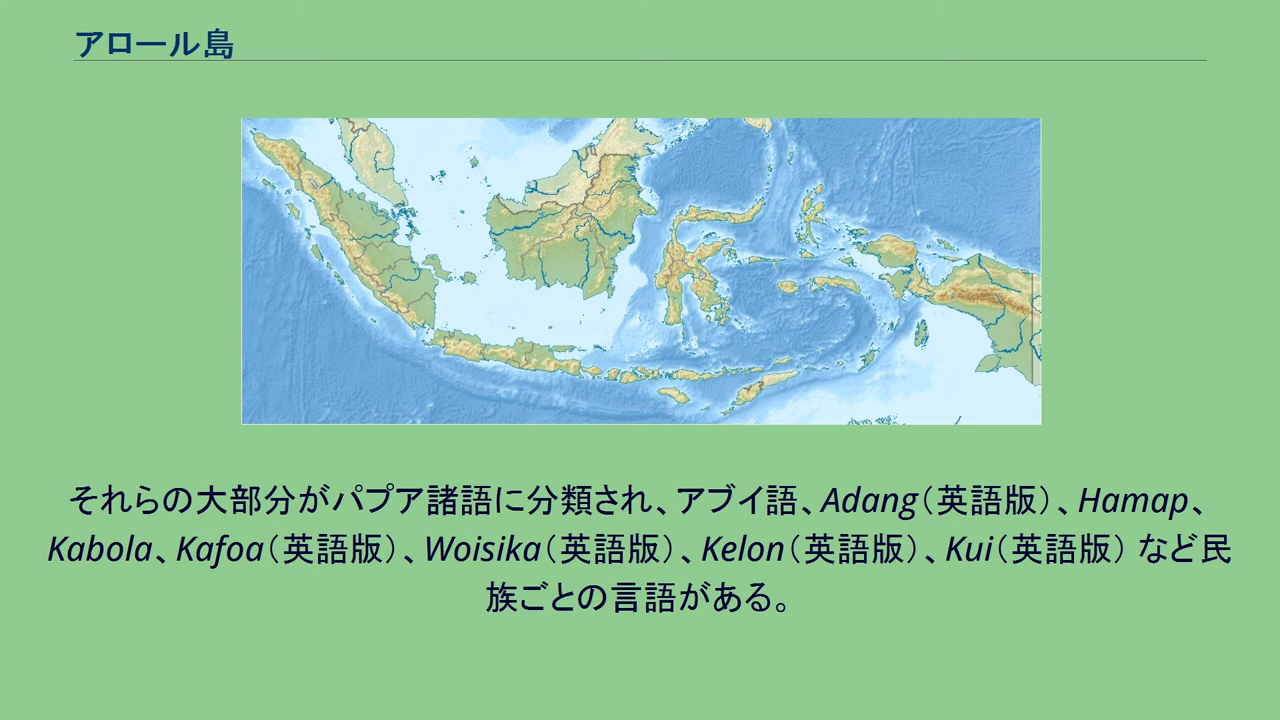 アロール島
それらの大部分がパプア諸語に分類され、アブイ語、Adang（英語版）、Hamap、
Kabola、Kafoa（英語版）、Woisika（英語版）、Kelon（英語版）、Kui（英語版） など民
族ごとの言語がある。